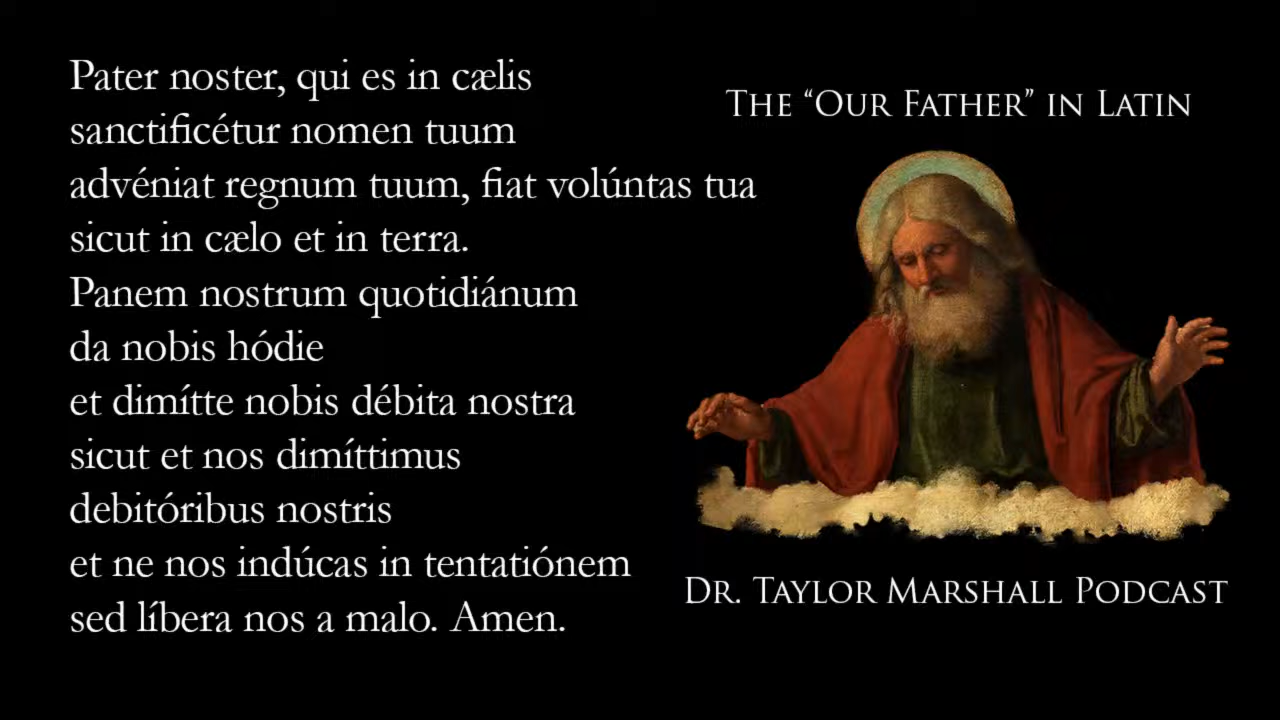 Pater noster, qui es in cælis
sanctificétur nomen tuum
advéniat regnum tuum, fiat volúntas tua
sicut in cælo et in terra.
Panem nostrum quotidiánum
da nobis hódie
et dimítte nobis débita nostra
sicut et nos dimíttimus
debitóribus nostris
et ne nos indúcas in tentatiónem
sed líbera nos a malo. Amen.
The “Our Father” in Latin
Dr. Taylor Marshall Podcast